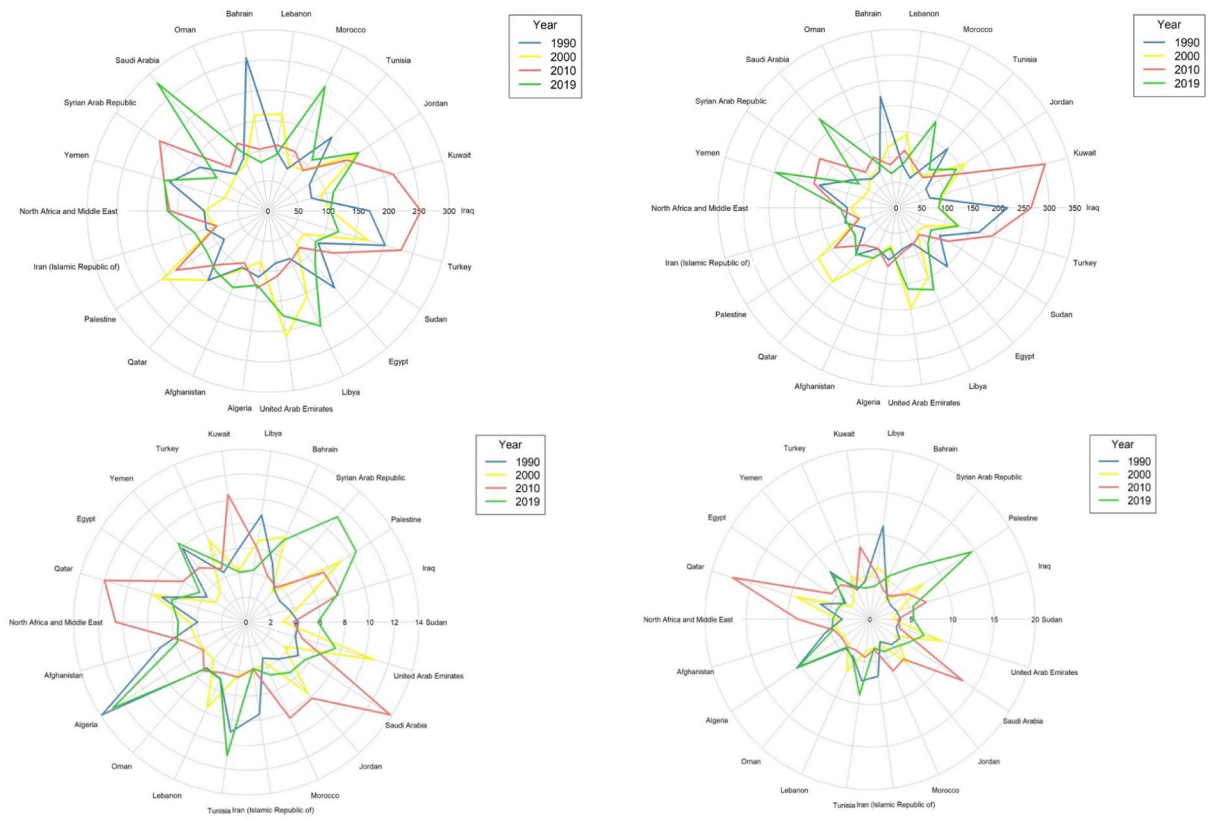 Bahrain Lebanon
Oman Morocco
Saudi Arabia Tunisia
Syrian Arab Republic Jordan
Yemen Kuwait
North Africa and Middle East 0 50 100 150 200 250 300 Iraq
Iran (Islamic Republic of) Turkey
Palestine Sudan
Qatar Egypt
Afghanistan Libya
Algeria United Arab Emirates
Year
1990
2000
2010
2019
Bahrain Lebanon
Oman Morocco
Saudi Arabia Tunisia
Syrian Arab Republic Jordan
Yemen Kuwait
North Africa and Middle East 0 50 100 150 200 250 300 350 Iraq
Iran (Islamic Republic of) Turkey
Palestine Sudan
Qatar Egypt
Afghanistan Libya
Algeria United Arab Emirates
Year
1990
2000
2010
2019
Kuwait Libya
Turkey Bahrain
Yemen Syrian Arab Republic
Egypt Palestine
Qatar Iraq
North Africa and Middle East 0 2 4 6 8 10 12 14 Sudan
Afghanistan United Arab Emirates
Algeria Saudi Arabia
Oman Jordan
Lebanon Morocco
Tunisia Iran (Islamic Republic of)
Year
1990
2000
2010
2019
Kuwait Libya
Turkey Bahrain
Yemen Syrian Arab Republic
Egypt Palestine
Qatar Iraq
North Africa and Middle East 0 5 10 15 20 Sudan
Afghanistan United Arab Emirates
Algeria Saudi Arabia
Oman Jordan
Lebanon Morocco
Tunisia Iran (Islamic Republic of)
Year
1990
2000
2010
2019